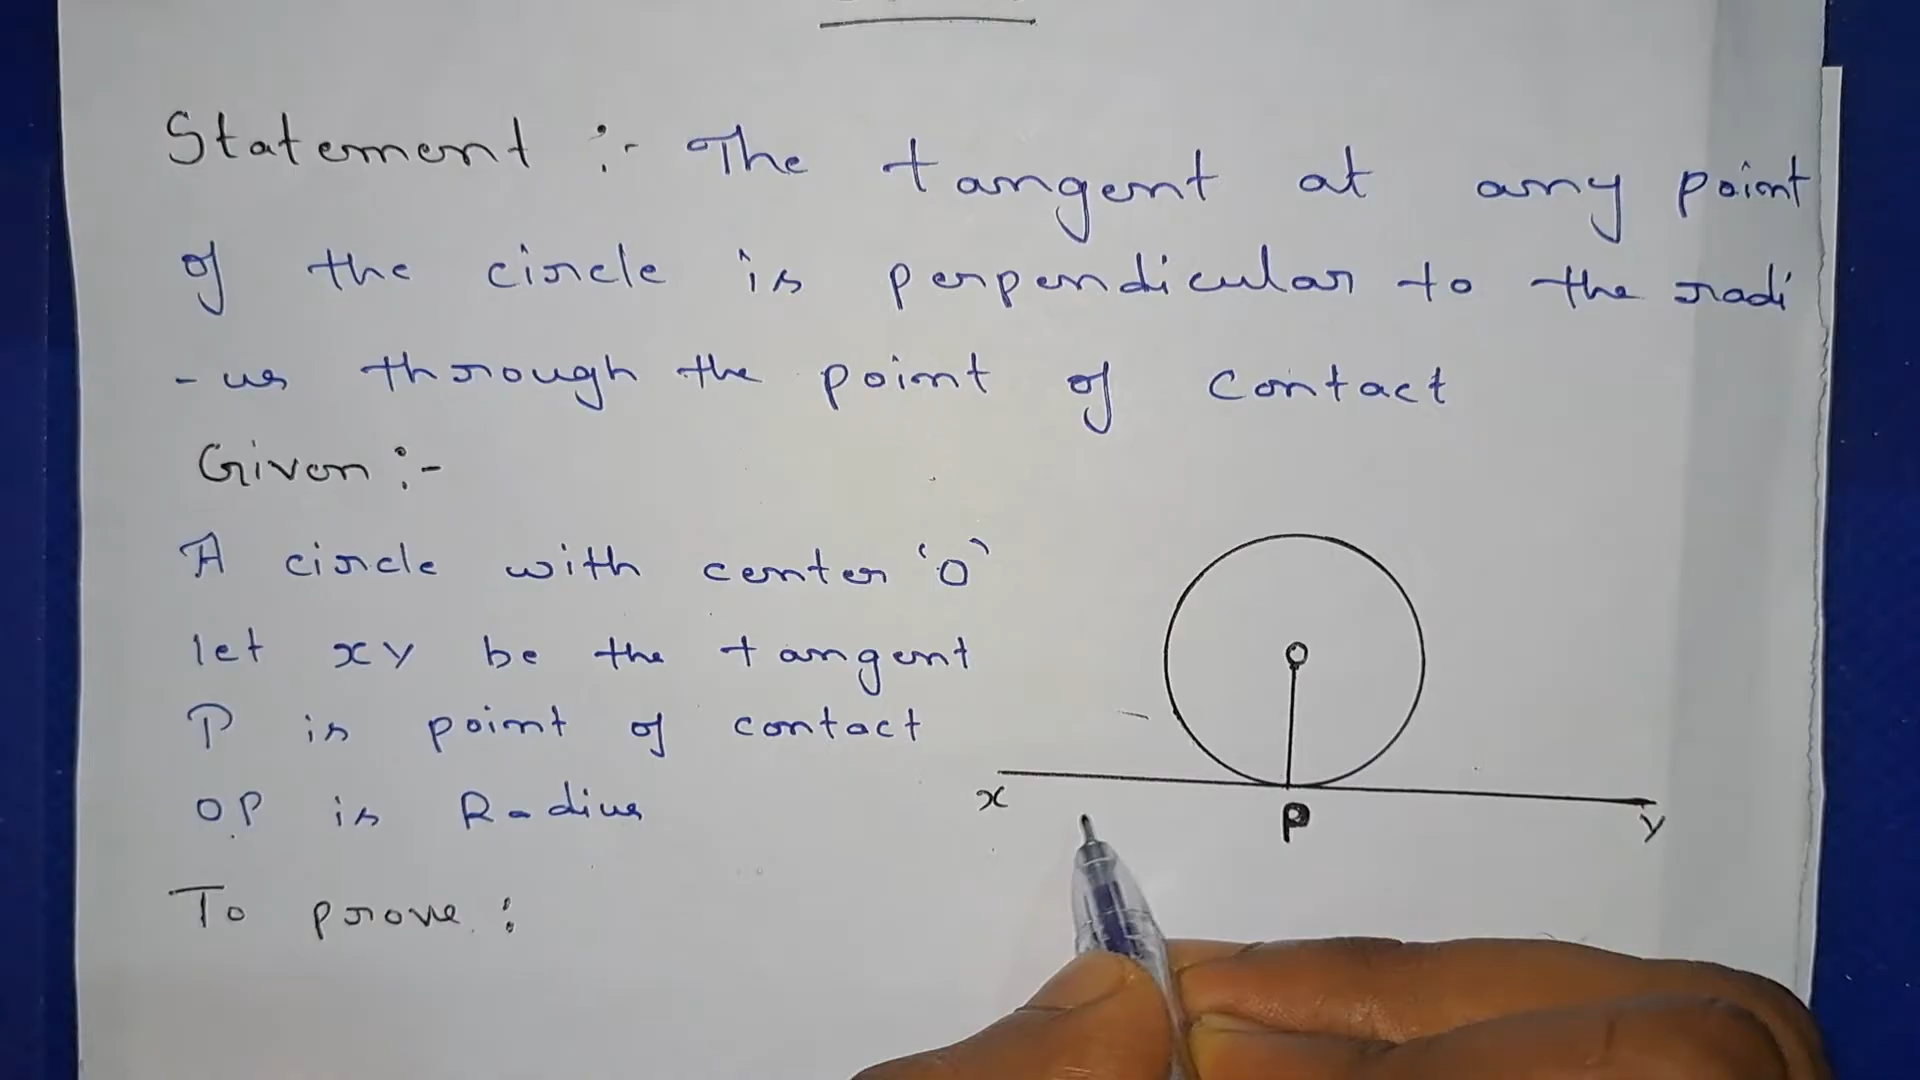 Statement :- The tangent at any point
of the circle is perpendicular to the radi
-us through the point of contact
Given :-
A circle with center 'O'
let xy be the tangent
P is point of contact
OP is Radius
To prove :
O
x
P
y